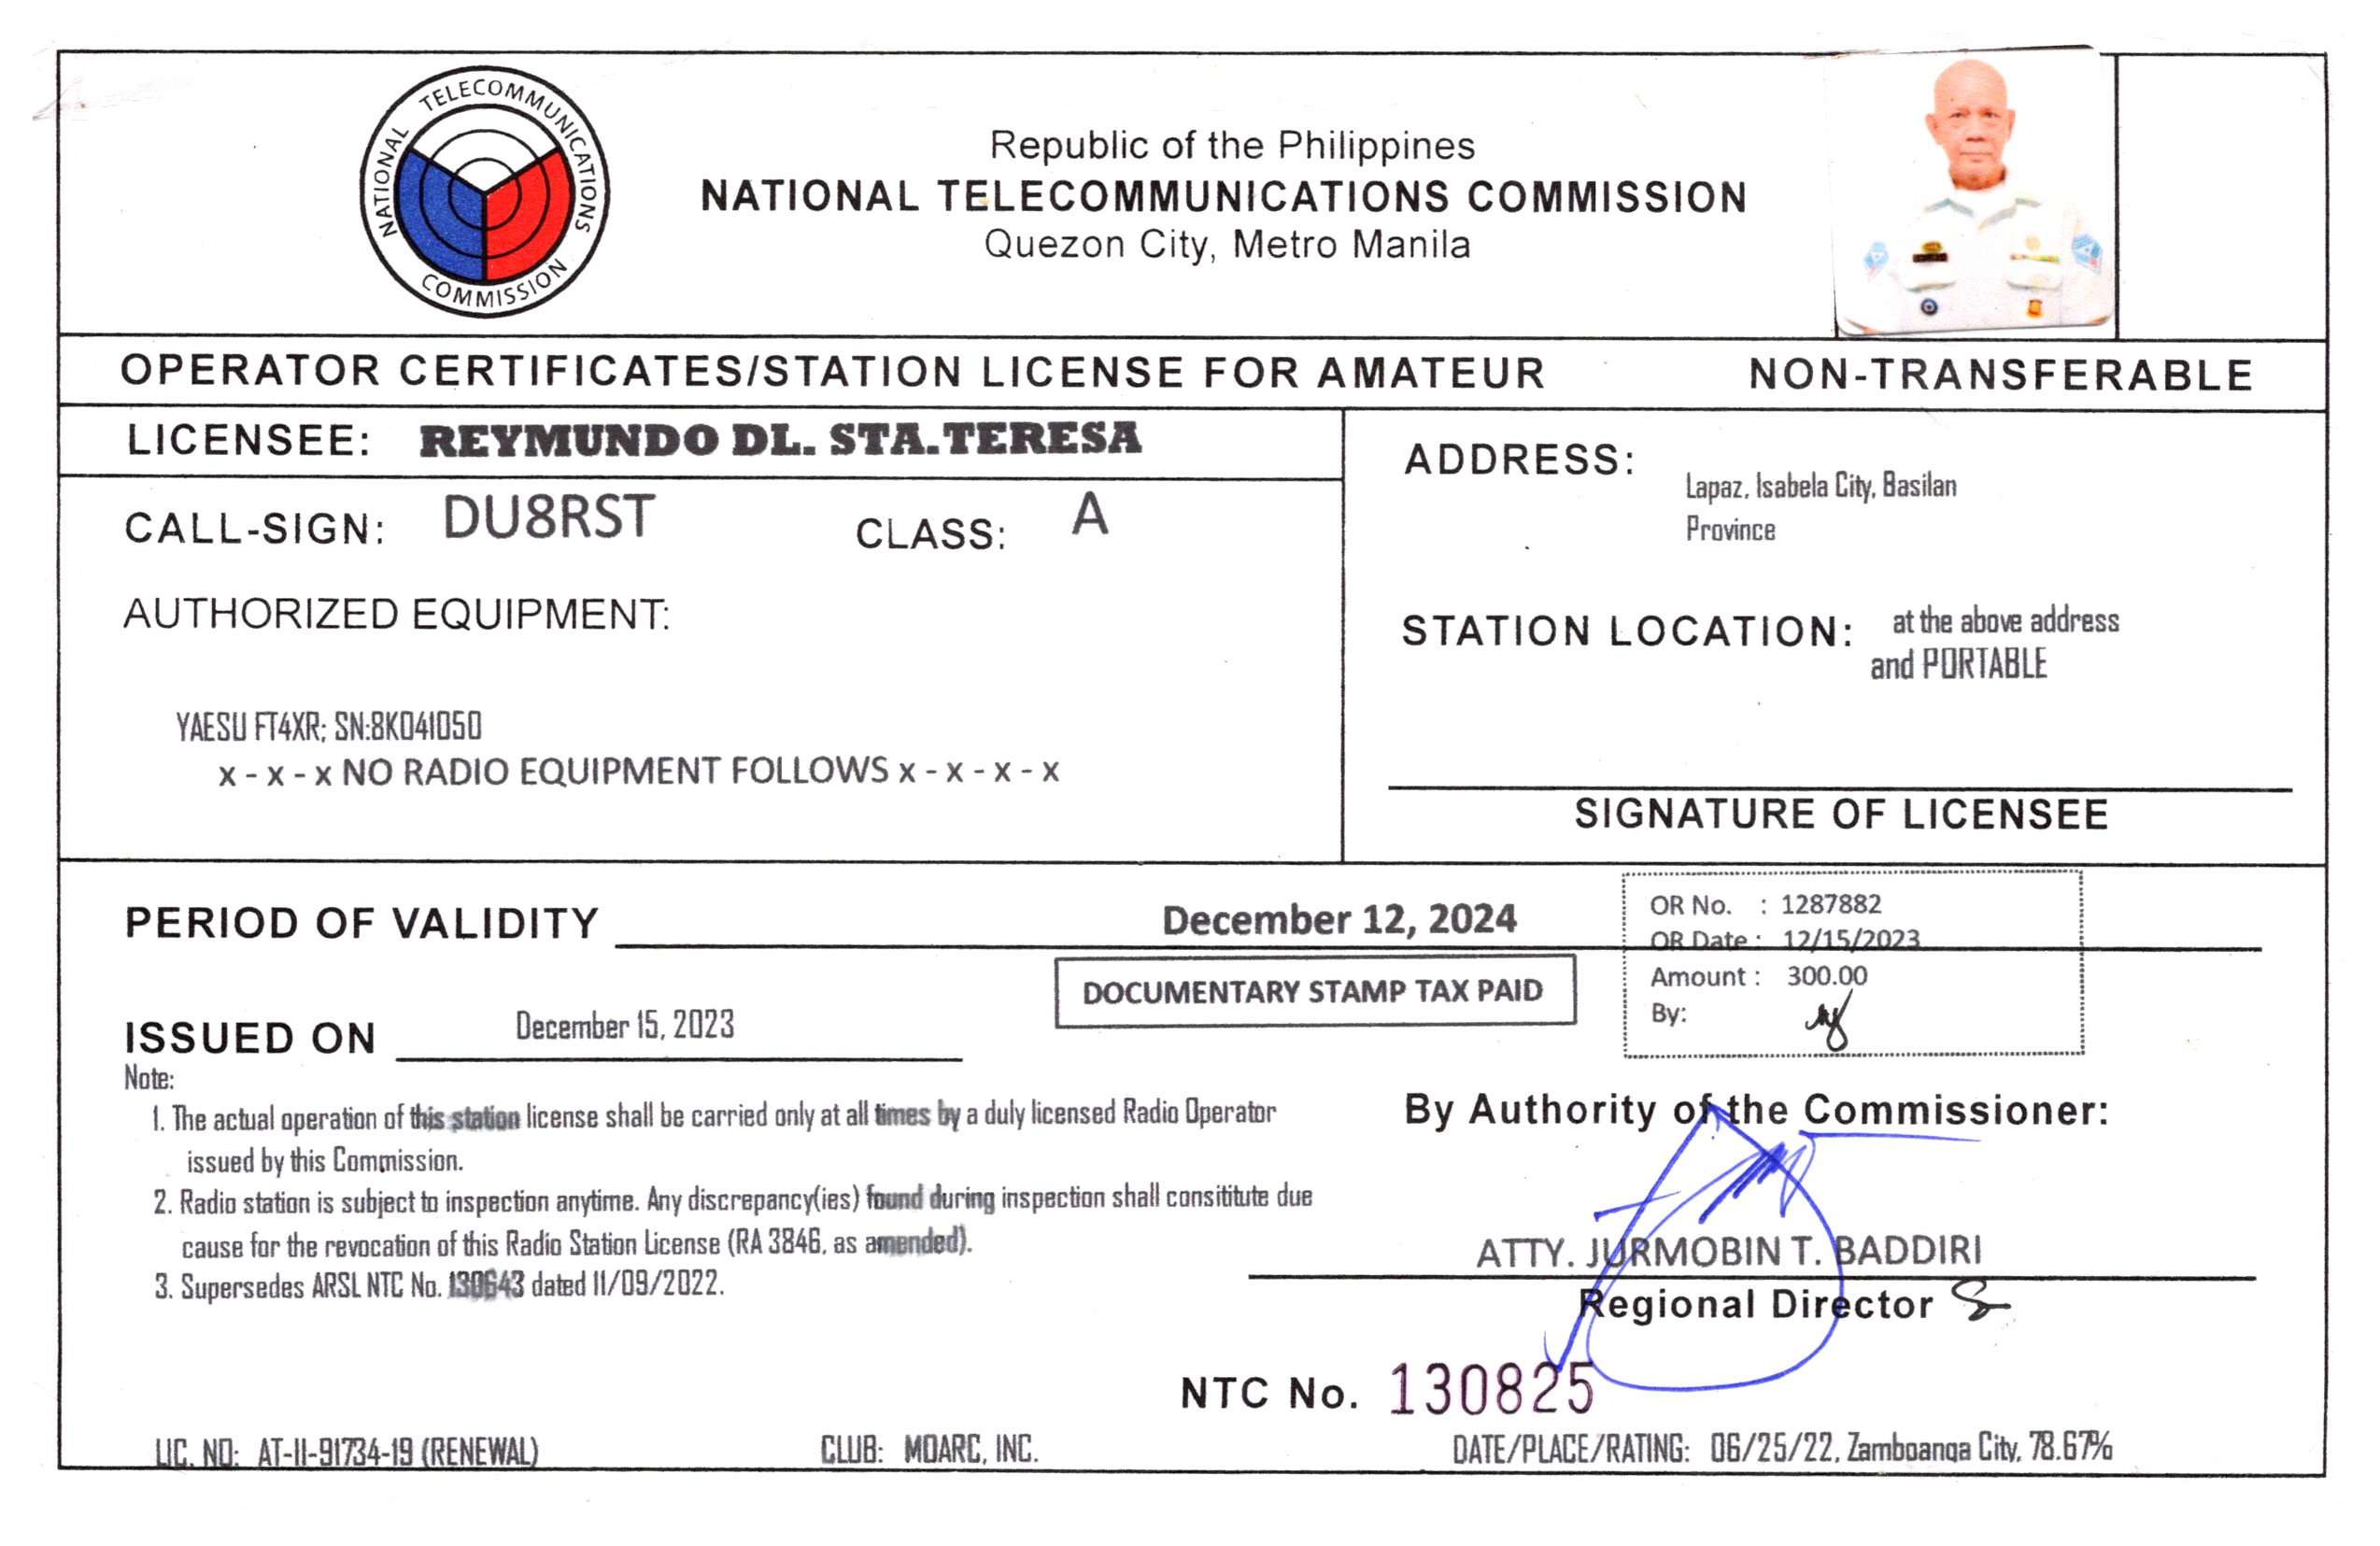 NATIONAL TELECOMMUNICATIONS COMMISSION
Republic of the Philippines
NATIONAL TELECOMMUNICATIONS COMMISSION
Quezon City, Metro Manila
OPERATOR CERTIFICATES/STATION LICENSE FOR AMATEUR NON-TRANSFERABLE
LICENSEE: REYMUNDO DL. STA.TERESA
CALL-SIGN: DU8RST CLASS: A
AUTHORIZED EQUIPMENT:
YAESU FT4XR; SN:8K041050
x - x - x NO RADIO EQUIPMENT FOLLOWS x - x - x - x
ADDRESS: Lapaz, Isabela City, Basilan
Province
STATION LOCATION: at the above address
and PORTABLE
SIGNATURE OF LICENSEE
PERIOD OF VALIDITY December 12, 2024
OR No. : 1287882
OR Date : 12/15/2023
Amount : 300.00
By:
DOCUMENTARY STAMP TAX PAID
ISSUED ON December 15, 2023
Note:
1. The actual operation of this station license shall be carried only at all times by a duly licensed Radio Operator
issued by this Commission.
2. Radio station is subject to inspection anytime. Any discrepancy(ies) found during inspection shall consititute due
cause for the revocation of this Radio Station License (RA 3846, as amended).
3. Supersedes ARSL NTC No. 130643 dated 11/09/2022.
By Authority of the Commissioner:
ATTY. JURMOBIN T. BADDIRI
Regional Director
NTC No. 130825
LIC. NO: AT-II-91734-19 (RENEWAL) CLUB: MOARC, INC. DATE/PLACE/RATING: 06/25/22, Zamboanga City, 78.67%